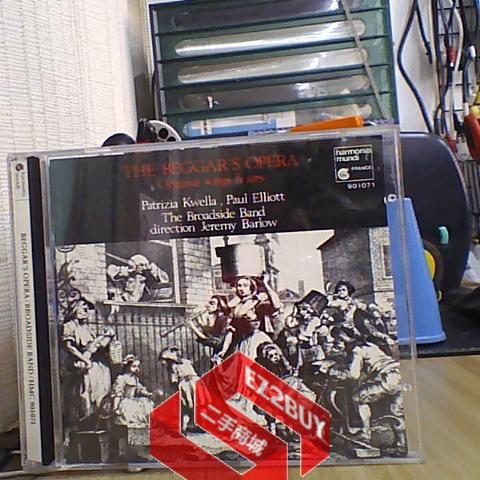 THE BEGGAR'S OPERA
Original songs & airs
Patrizia Kwella, Paul Elliott
The Broadside Band
direction Jeremy Barlow
harmonia
mundi
FRANCE
901071
BEGGAR'S OPERA / BROADSIDE BAND / HMC 901071
EZ2BUY
二手商城